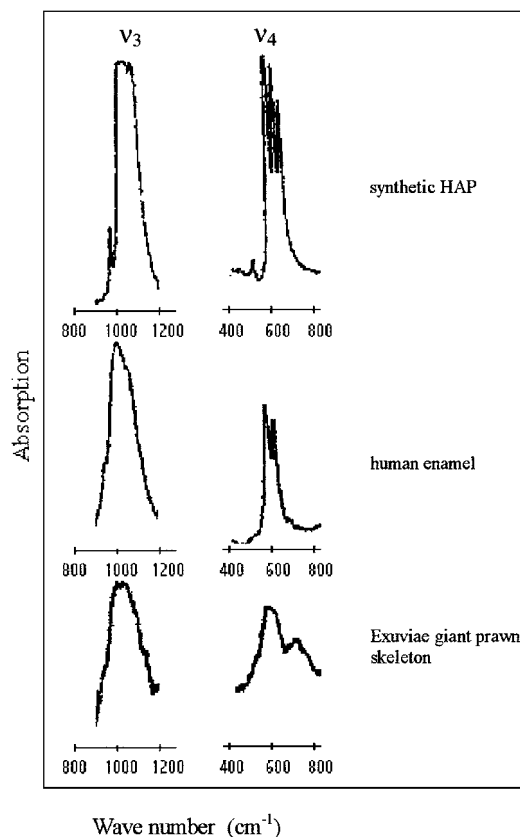 ν3 ν4
synthetic HAP
800 1000 1200 400 600 800
Absorption
human enamel
800 1000 1200 400 600 800
Exuviae giant prawn
skeleton
800 1000 1200 400 600 800
Wave number (cm-1)